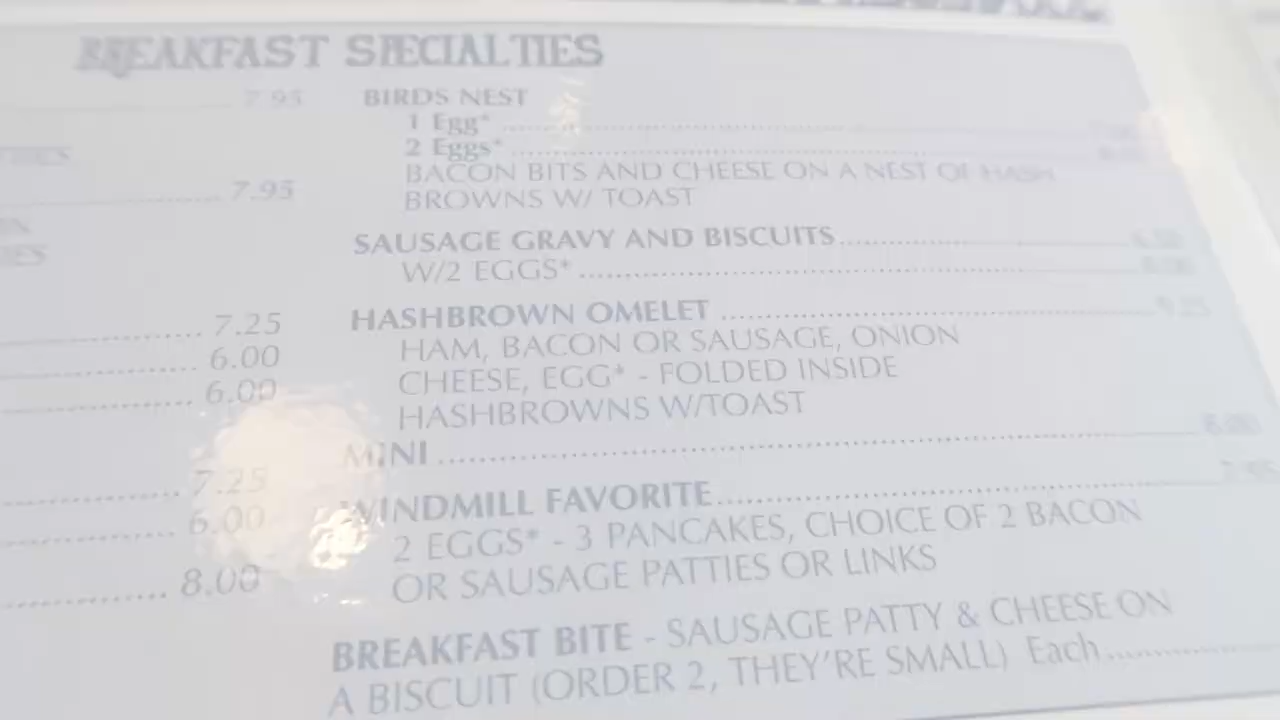 BREAKFAST SPECIALTIES
7.95
7.95
7.25
6.00
6.00
7.25
6.00
8.00
BIRDS NEST
1 Egg*
2 Eggs*
BACON BITS AND CHEESE ON A NEST OF HASH
BROWNS W/ TOAST
SAUSAGE GRAVY AND BISCUITS
W/2 EGGS*
HASHBROWN OMELET
HAM, BACON OR SAUSAGE, ONION
CHEESE, EGG* - FOLDED INSIDE
HASHBROWNS W/TOAST
MINI
WINDMILL FAVORITE
2 EGGS* - 3 PANCAKES, CHOICE OF 2 BACON
OR SAUSAGE PATTIES OR LINKS
BREAKFAST BITE - SAUSAGE PATTY & CHEESE ON
A BISCUIT (ORDER 2, THEY'RE SMALL) Each